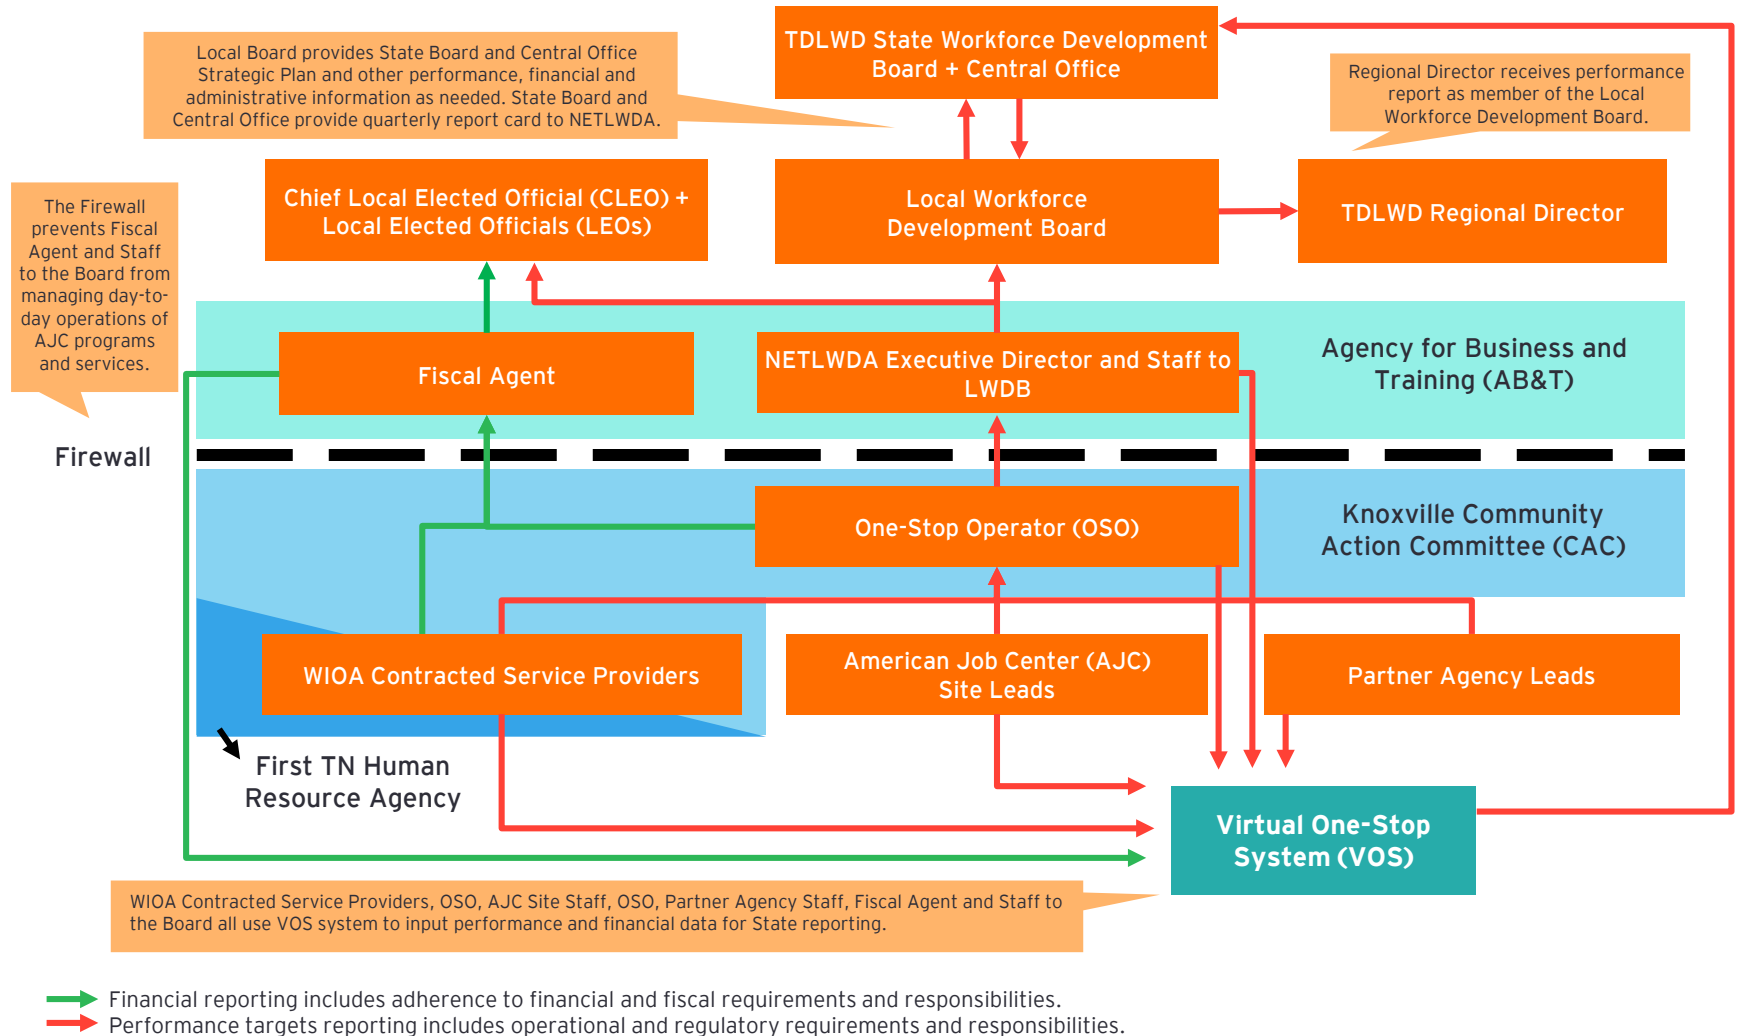 TDLWD State Workforce Development
Board + Central Office
Local Board provides State Board and Central Office
Strategic Plan and other performance, financial and
administrative information as needed. State Board and
Central Office provide quarterly report card to NETLWDA.
Regional Director receives performance
report as member of the Local
Workforce Development Board.
Chief Local Elected Official (CLEO) +
Local Elected Officials (LEOs)
Local Workforce
Development Board
TDLWD Regional Director
The Firewall
prevents Fiscal
Agent and Staff
to the Board from
managing day-to-
day operations of
AJC programs
and services.
Fiscal Agent
NETLWDA Executive Director and Staff to
LWDB
Agency for Business and
Training (AB&T)
Firewall
One-Stop Operator (OSO)
Knoxville Community
Action Committee (CAC)
WIOA Contracted Service Providers
American Job Center (AJC)
Site Leads
Partner Agency Leads
First TN Human
Resource Agency
Virtual One-Stop
System (VOS)
WIOA Contracted Service Providers, OSO, AJC Site Staff, OSO, Partner Agency Staff, Fiscal Agent and Staff to
the Board all use VOS system to input performance and financial data for State reporting.
Financial reporting includes adherence to financial and fiscal requirements and responsibilities.
Performance targets reporting includes operational and regulatory requirements and responsibilities.